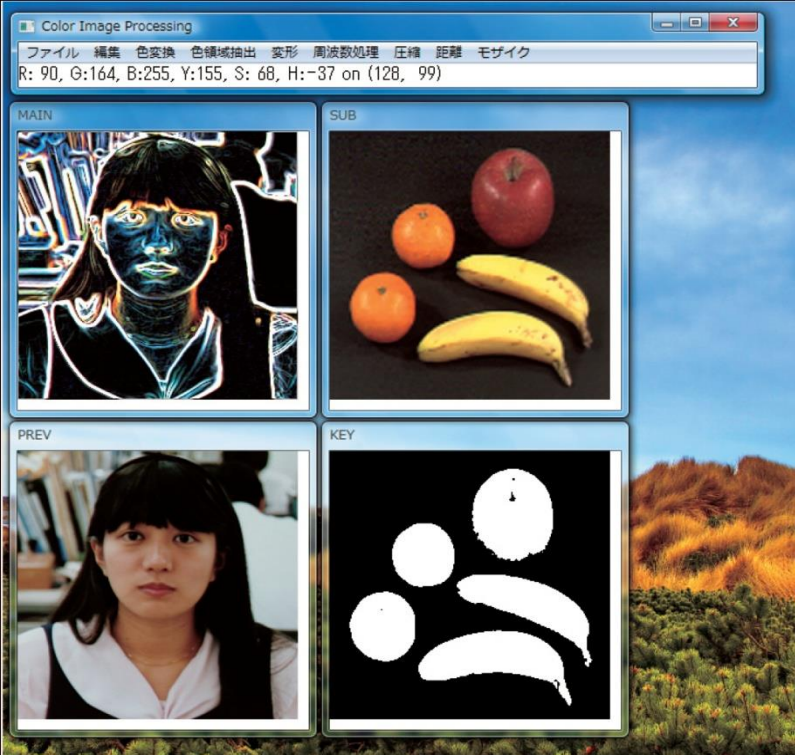 Color Image Processing
ファイル 編集 色変換 色領域抽出 変形 周波数処理 圧縮 距離 モザイク
R: 90, G:164, B:255, Y:155, S: 68, H:-37 on (128,  99)
MAIN
SUB
PREV
KEY